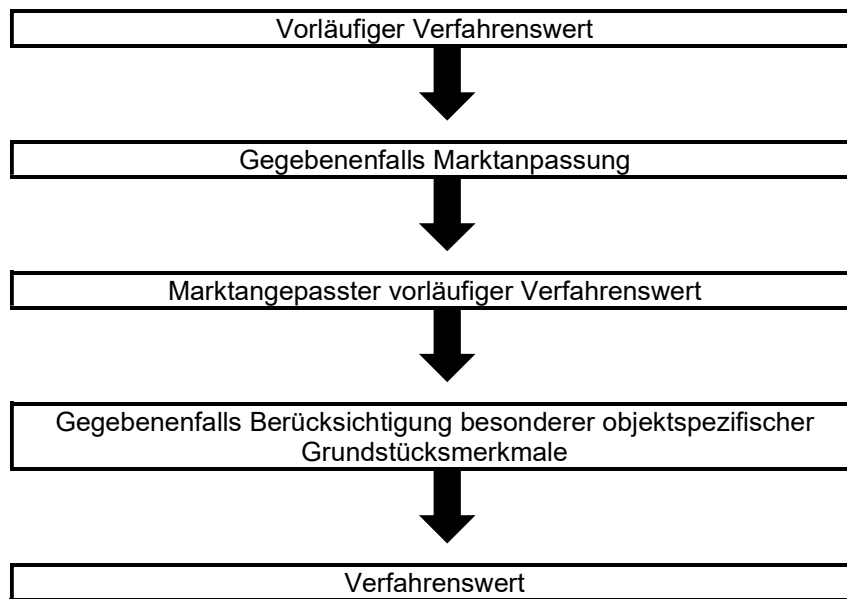 Vorläufiger Verfahrenswert
Gegebenenfalls Marktanpassung
Marktangepasster vorläufiger Verfahrenswert
Gegebenenfalls Berücksichtigung besonderer objektspezifischer
Grundstücksmerkmale
Verfahrenswert